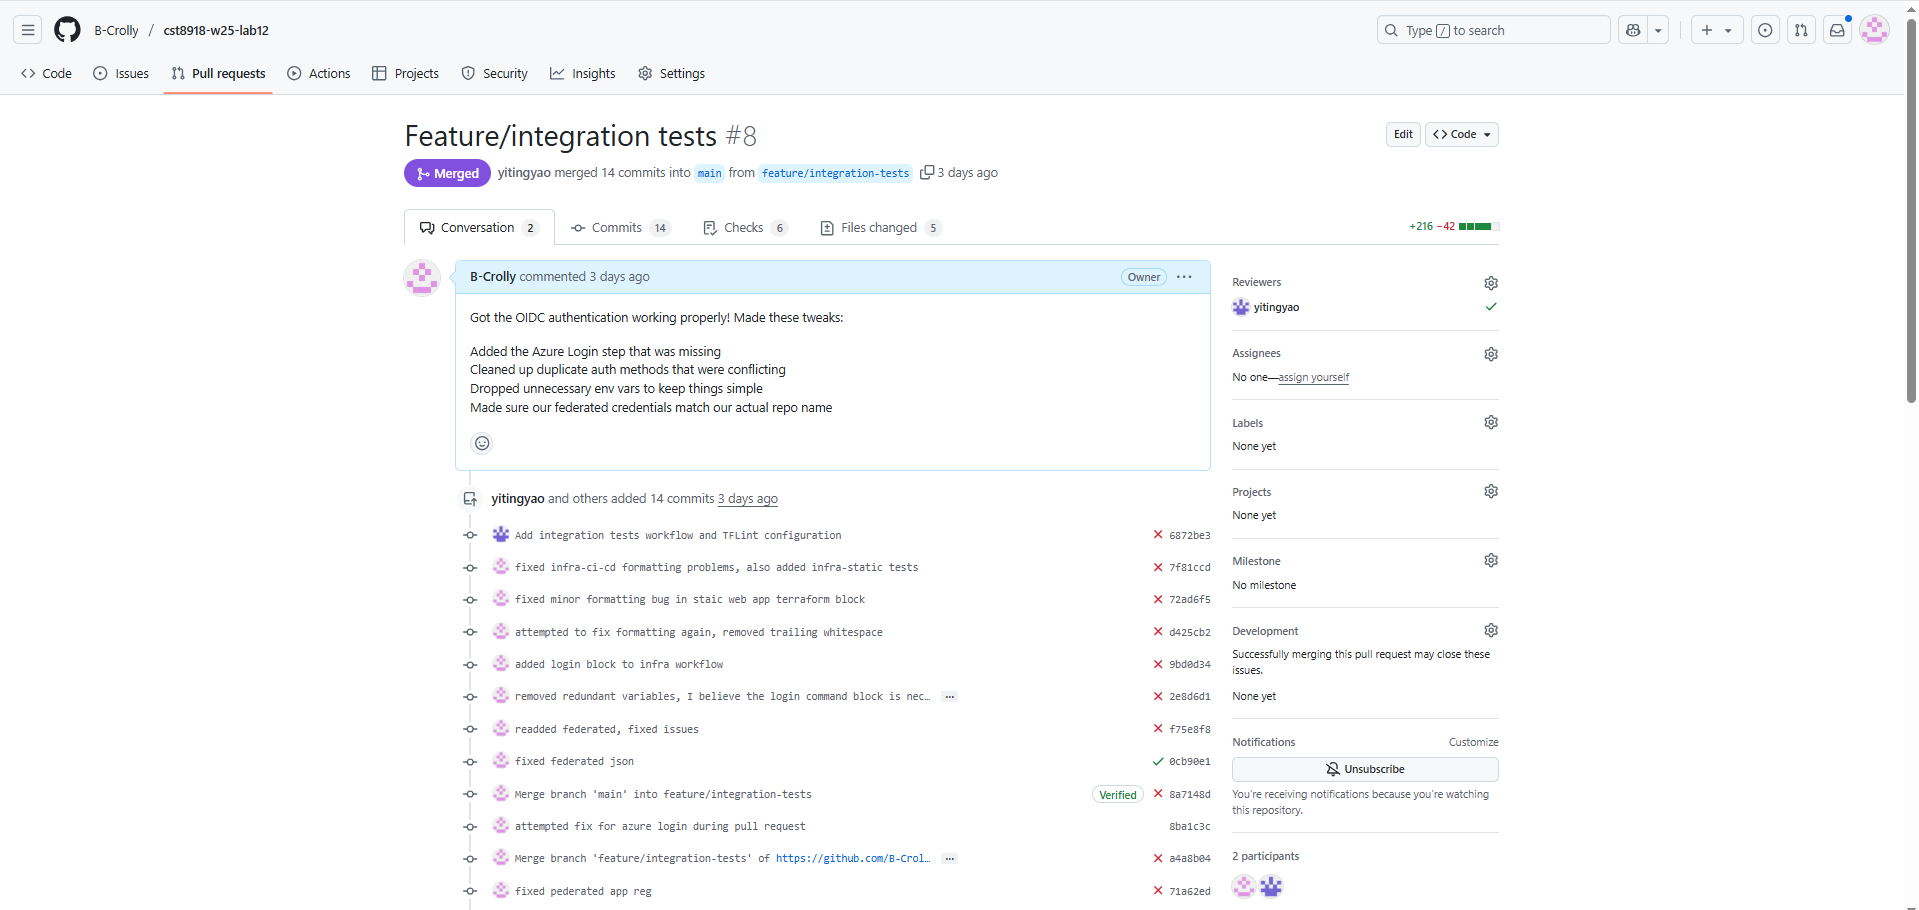 B-Crolly / cst8918-w25-lab12
Type / to search
Code
Issues
Pull requests
Actions
Projects
Security
Insights
Settings
Feature/integration tests #8
Edit
Code
Merged
yitingyao merged 14 commits into main from feature/integration-tests 3 days ago
Conversation 2
Commits 14
Checks 6
Files changed 5
+216 −42
B-Crolly commented 3 days ago
Owner
Got the OIDC authentication working properly! Made these tweaks:
Added the Azure Login step that was missing
Cleaned up duplicate auth methods that were conflicting
Dropped unnecessary env vars to keep things simple
Made sure our federated credentials match our actual repo name
yitingyao and others added 14 commits 3 days ago
Add integration tests workflow and TFLint configuration 6872be3
fixed infra-ci-cd formatting problems, also added infra-static tests 7f81ccd
fixed minor formatting bug in staic web app terraform block 72ad6f5
attempted to fix formatting again, removed trailing whitespace d425cb2
added login block to infra workflow 9bd0d34
removed redundant variables, I believe the login command block is nec… ... 2e8d6d1
readded federated, fixed issues f75e8f8
fixed federated json 0cb90e1
Merge branch 'main' into feature/integration-tests Verified 8a7148d
attempted fix for azure login during pull request 8ba1c3c
Merge branch 'feature/integration-tests' of https://github.com/B-Crol… ... a4a8b04
fixed pederated app reg 71a62ed
Reviewers
yitingyao
Assignees
No one—assign yourself
Labels
None yet
Projects
None yet
Milestone
No milestone
Development
Successfully merging this pull request may close these
issues.
None yet
Notifications
Customize
Unsubscribe
You're receiving notifications because you're watching
this repository.
2 participants